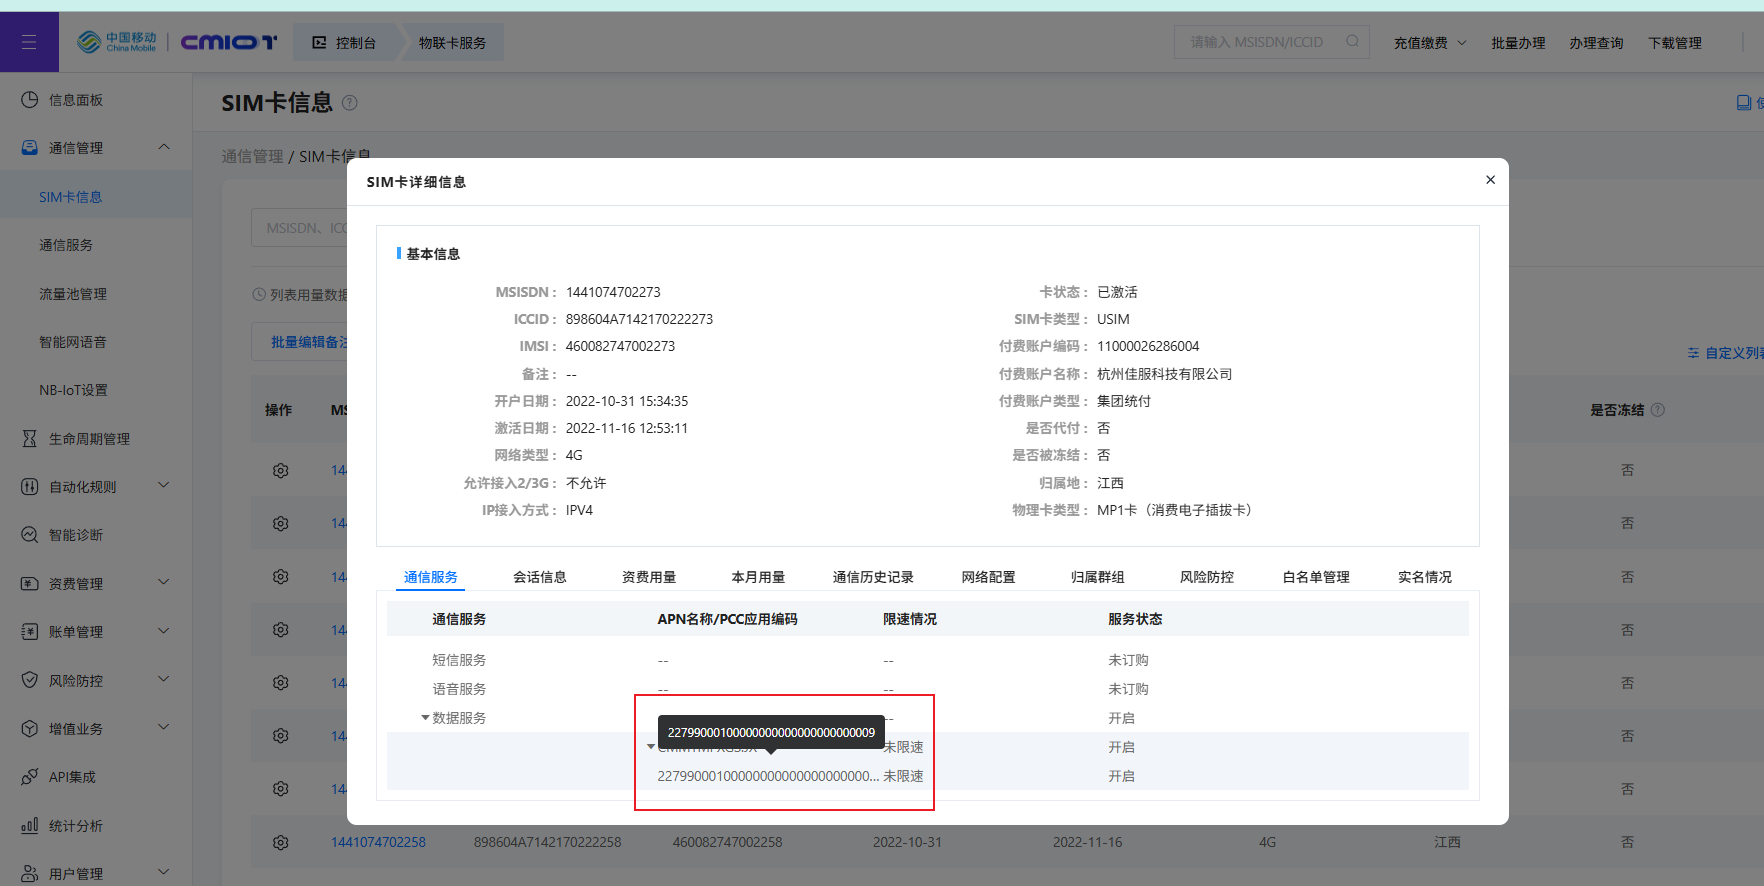 中国移动
China Mobile
CMIOT
控制台
物联卡服务
请输入 MSISDN/ICCID
充值缴费
批量办理
办理查询
下载管理
信息面板
通信管理
SIM卡信息
通信服务
流量池管理
智能网语音
NB-IoT设置
生命周期管理
自动化规则
智能诊断
资费管理
账单管理
风险防控
增值业务
API集成
统计分析
用户管理
SIM卡信息
通信管理 / SIM卡信息
MSISDN、ICC
列表用量数据
批量编辑备注
自定义列表
操作
MS
是否冻结
14
否
14
否
14
否
14
否
14
否
14
否
14
否
1441074702258 898604A7142170222258 460082747002258 2022-10-31 2022-11-16 4G 江西 否
SIM卡详细信息
基本信息
MSISDN： 1441074702273
ICCID： 898604A7142170222273
IMSI： 460082747002273
备注： --
开户日期： 2022-10-31 15:34:35
激活日期： 2022-11-16 12:53:11
网络类型： 4G
允许接入2/3G： 不允许
IP接入方式： IPV4
卡状态： 已激活
SIM卡类型： USIM
付费账户编码： 11000026286004
付费账户名称： 杭州佳服科技有限公司
付费账户类型： 集团统付
是否代付： 否
是否被冻结： 否
归属地： 江西
物理卡类型： MP1卡（消费电子插拔卡）
通信服务 会话信息 资费用量 本月用量 通信历史记录 网络配置 归属群组 风险防控 白名单管理 实名情况
通信服务 APN名称/PCC应用编码 限速情况 服务状态
短信服务 -- -- 未订购
语音服务 -- -- 未订购
数据服务 -- 开启
2279900010000000000000000000009
未限速 开启
227990001000000000000000000000... 未限速 开启